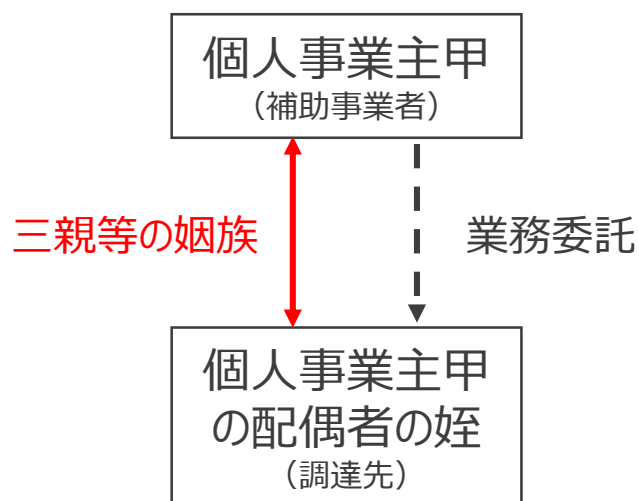 個人事業主甲
（補助事業者）
三親等の姻族
業務委託
個人事業主甲
の配偶者の姪
（調達先）